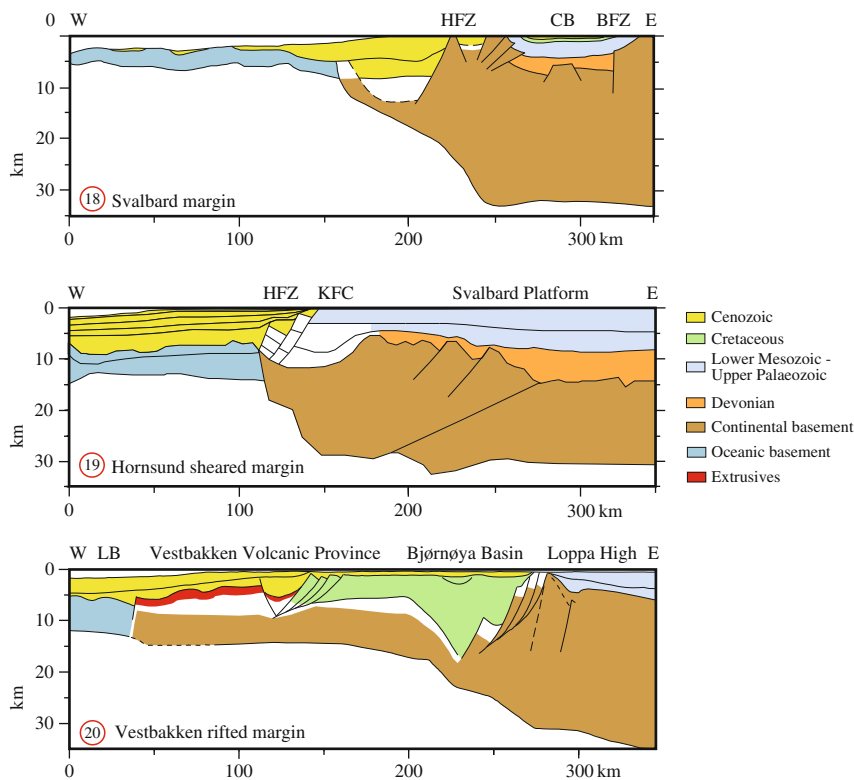 0 W HFZ CB BFZ E
10
20
30
km
18 Svalbard margin
0 100 200 300 km
W HFZ KFC Svalbard Platform E
0
10
20
30
km
19 Hornsund sheared margin
0 100 200 300 km
Cenozoic
Cretaceous
Lower Mesozoic -
Upper Palaeozoic
Devonian
Continental basement
Oceanic basement
Extrusives
W LB Vestbakken Volcanic Province Bjørnøya Basin Loppa High E
0
10
20
30
km
20 Vestbakken rifted margin
0 100 200 300 km